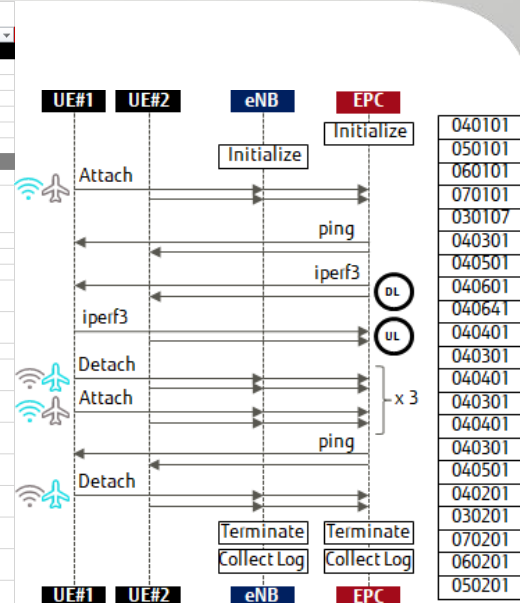 UE#1 UE#2 eNB EPC
Initialize
Initialize
Attach
ping
iperf3
DL
iperf3
UL
Detach
Attach
x 3
ping
Detach
Terminate Terminate
Collect Log Collect Log
UE#1 UE#2 eNB EPC
040101
050101
060101
070101
030107
040301
040501
040601
040641
040401
040301
040401
040301
040401
040301
040501
040201
030201
070201
060201
050201